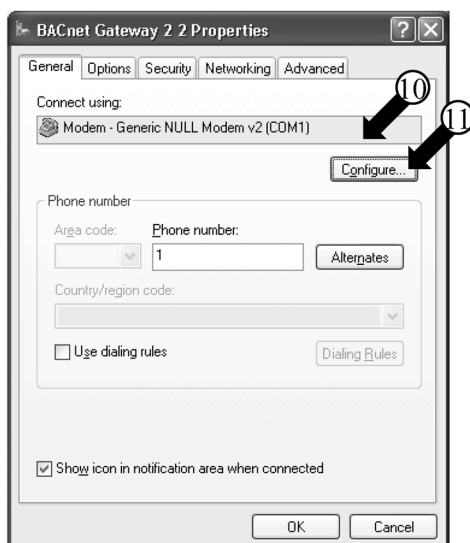 BACnet Gateway 2 2 Properties
General Options Security Networking Advanced
10
Connect using:
Modem - Generic NULL Modem v2 (COM1)
11
Configure...
Phone number
Area code: Phone number:
1 Alternates
Country/region code:
Use dialing rules Dialing Rules
Show icon in notification area when connected
OK Cancel